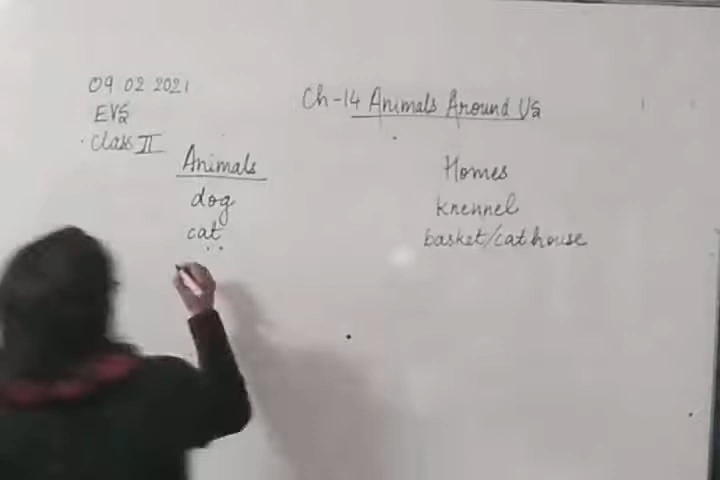 09 02 2021
Ch-14 Animals Around Us
EVS
Class II
Animals
Homes
dog
knennel
cat
basket/cat house